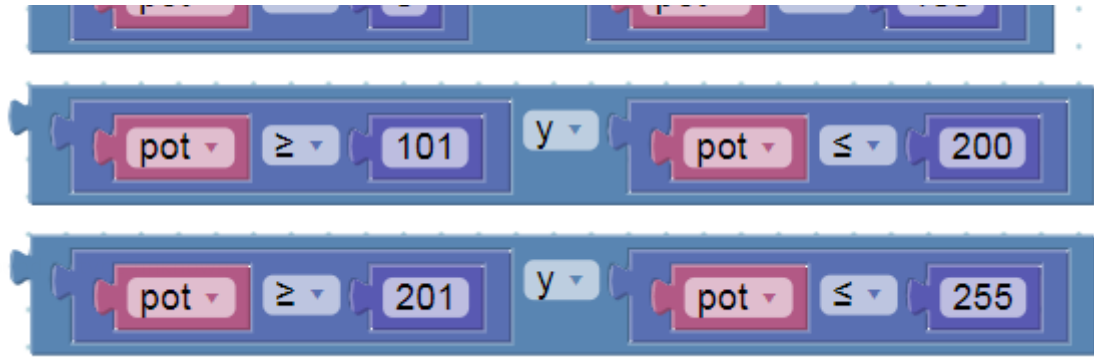 pot ≥ 101 y pot ≤ 200
pot ≥ 201 y pot ≤ 255